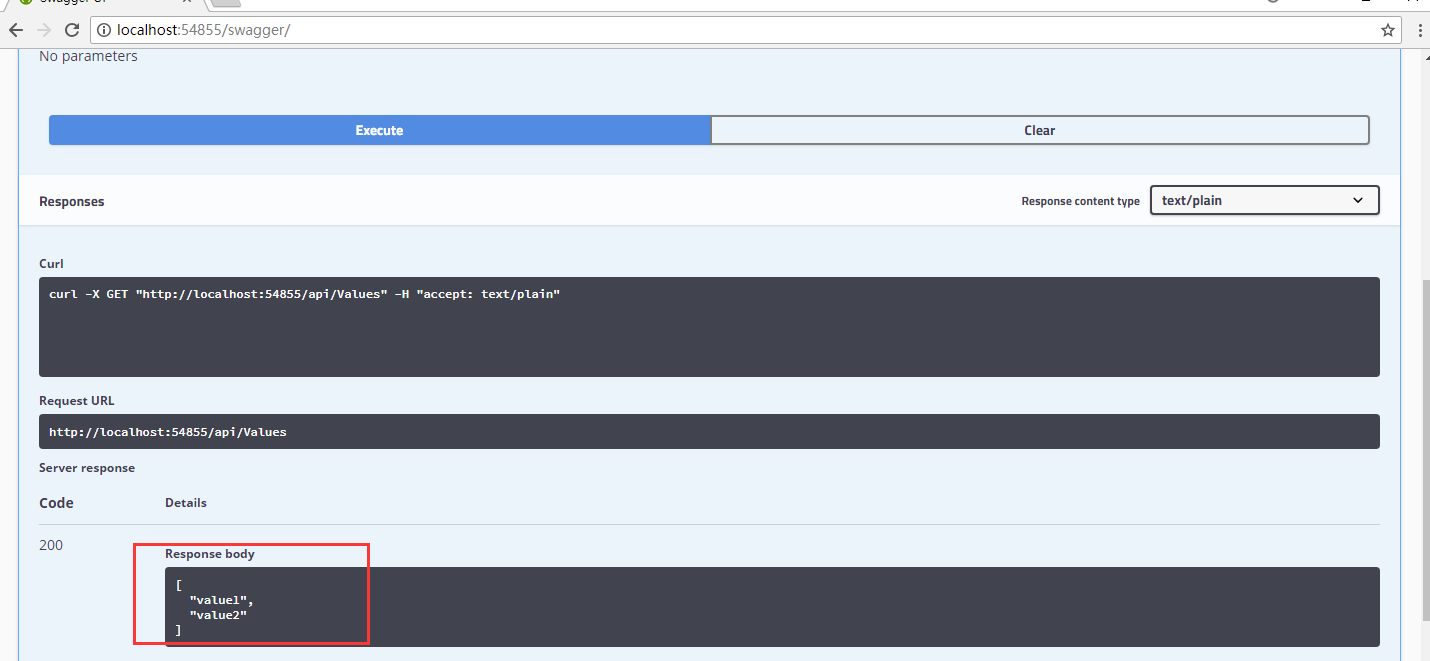 localhost:54855/swagger/
No parameters
Execute
Clear
Responses
Response content type
text/plain
Curl
curl -X GET "http://localhost:54855/api/Values" -H "accept: text/plain"
Request URL
http://localhost:54855/api/Values
Server response
Code
Details
200
Response body
[
"value1",
"value2"
]